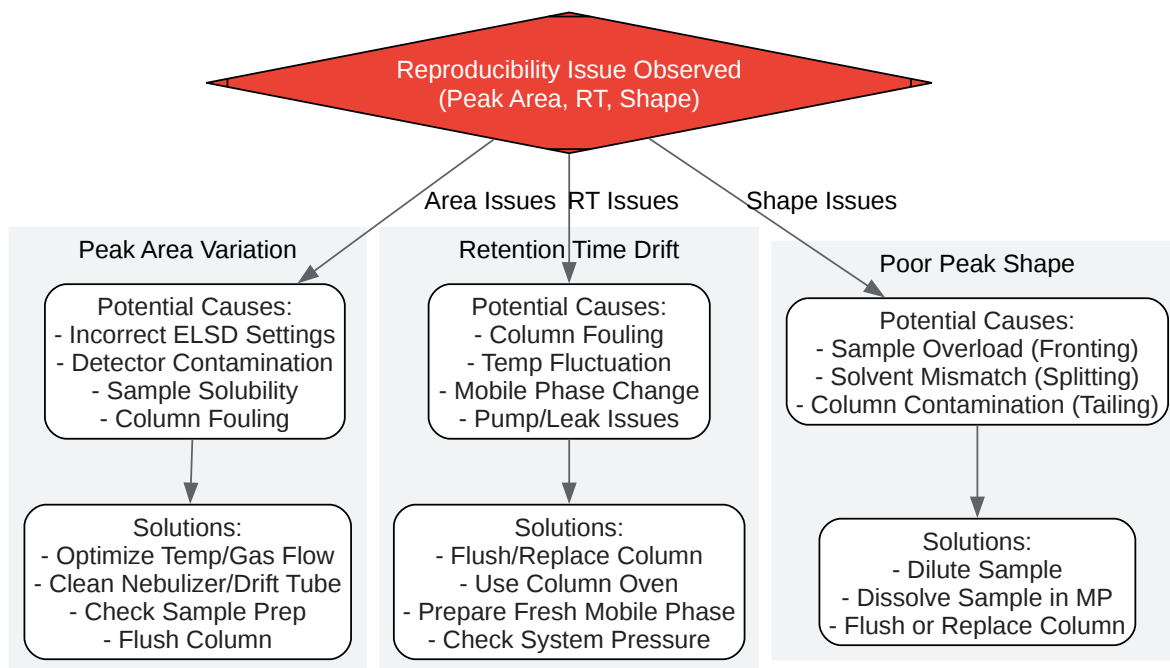 Reproducibility Issue Observed
(Peak Area, RT, Shape)
Area Issues
RT Issues
Shape Issues
Peak Area Variation
Potential Causes:
- Incorrect ELSD Settings
- Detector Contamination
- Sample Solubility
- Column Fouling
Solutions:
- Optimize Temp/Gas Flow
- Clean Nebulizer/Drift Tube
- Check Sample Prep
- Flush Column
Retention Time Drift
Potential Causes:
- Column Fouling
- Temp Fluctuation
- Mobile Phase Change
- Pump/Leak Issues
Solutions:
- Flush/Replace Column
- Use Column Oven
- Prepare Fresh Mobile Phase
- Check System Pressure
Poor Peak Shape
Potential Causes:
- Sample Overload (Fronting)
- Solvent Mismatch (Splitting)
- Column Contamination (Tailing)
Solutions:
- Dilute Sample
- Dissolve Sample in MP
- Flush or Replace Column